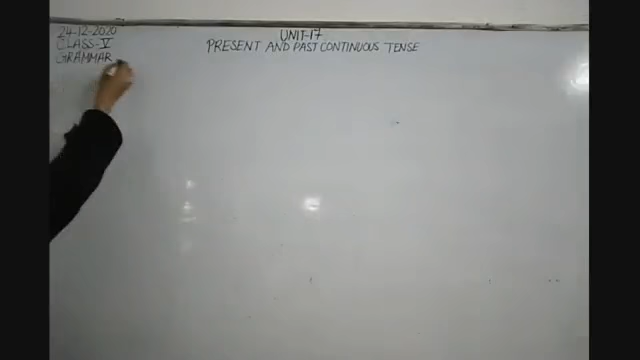 24-12-2020
CLASS-V
GRAMMAR
UNIT-17
PRESENT AND PAST CONTINUOUS TENSE